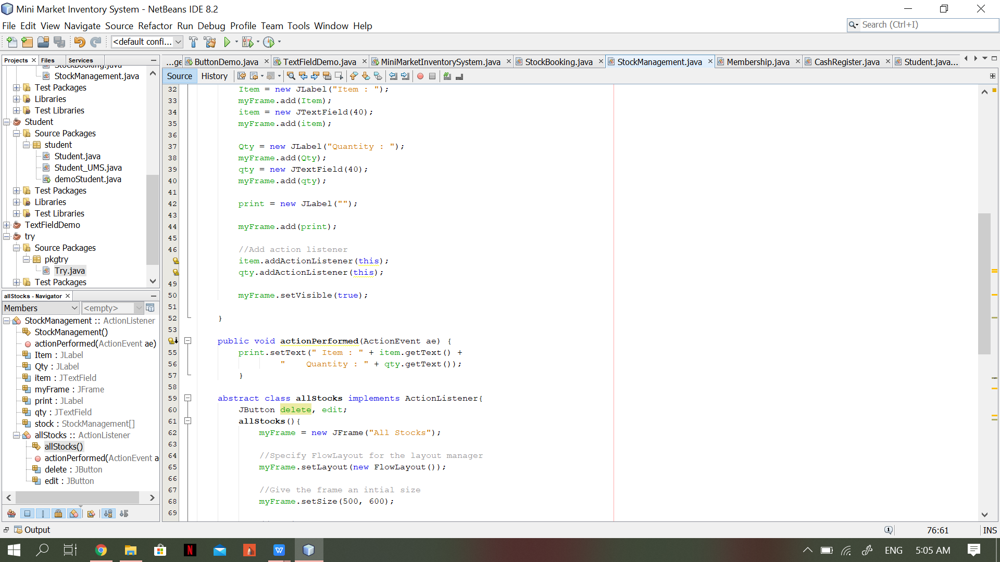 Mini Market Inventory System - NetBeans IDE 8.2
File Edit View Navigate Source Refactor Run Debug Profile Team Tools Window Help
Search (Ctrl+I)
<default confi...
Projects Files Services
...ge ButtonDemo.java TextFieldDemo.java MiniMarketInventorySystem.java StockBooking.java StockManagement.java Membership.java CashRegister.java Student.java...
Source History
StockBooking.java
StockManagement.java
Test Packages
Libraries
Test Libraries
Student
Source Packages
student
Student.java
Student_UMS.java
demoStudent.java
Test Packages
Libraries
Test Libraries
TextFieldDemo
try
Source Packages
pkgtry
Try.java
Test Packages
allStocks - Navigator
Members <empty>
StockManagement :: ActionListener
StockManagement()
actionPerformed(ActionEvent ae)
Item : JLabel
Qty : JLabel
item : JTextField
myFrame : JFrame
print : JLabel
qty : JTextField
stock : StockManagement[]
allStocks :: ActionListener
allStocks()
actionPerformed(ActionEvent a
delete : JButton
edit : JButton
32 Item = new JLabel("Item : ");
33 myFrame.add(Item);
34 item = new JTextField(40);
35 myFrame.add(item);
36
37 Qty = new JLabel("Quantity : ");
38 myFrame.add(Qty);
39 qty = new JTextField(40);
40 myFrame.add(qty);
41
42 print = new JLabel("");
43
44 myFrame.add(print);
45
46 //Add action listener
item.addActionListener(this);
qty.addActionListener(this);
49
50 myFrame.setVisible(true);
51
52 }
53
public void actionPerformed(ActionEvent ae) {
55 print.setText(" Item : " + item.getText() +
56 "    Quantity : " + qty.getText());
57 }
58
59 abstract class allStocks implements ActionListener{
60 JButton delete, edit;
61 allStocks(){
62 myFrame = new JFrame("All Stocks");
63
64 //Specify FlowLayout for the layout manager
65 myFrame.setLayout(new FlowLayout());
66
67 //Give the frame an intial size
68 myFrame.setSize(500, 600);
69
Output
76:61 INS
ENG 5:05 AM